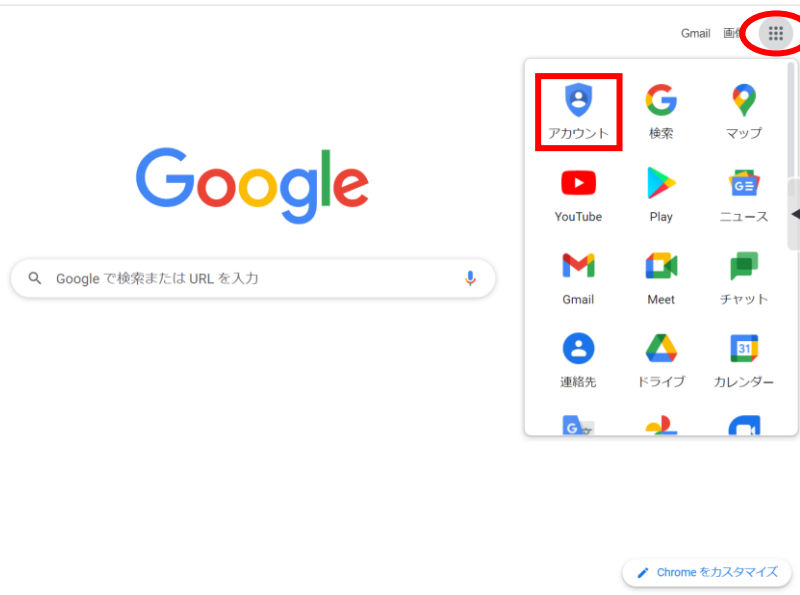 Gmail
アカウント 検索 マップ
Google
YouTube Play ニュース
Google で検索または URL を入力
Gmail Meet チャット
31
連絡先 ドライブ カレンダー
Chrome をカスタマイズ